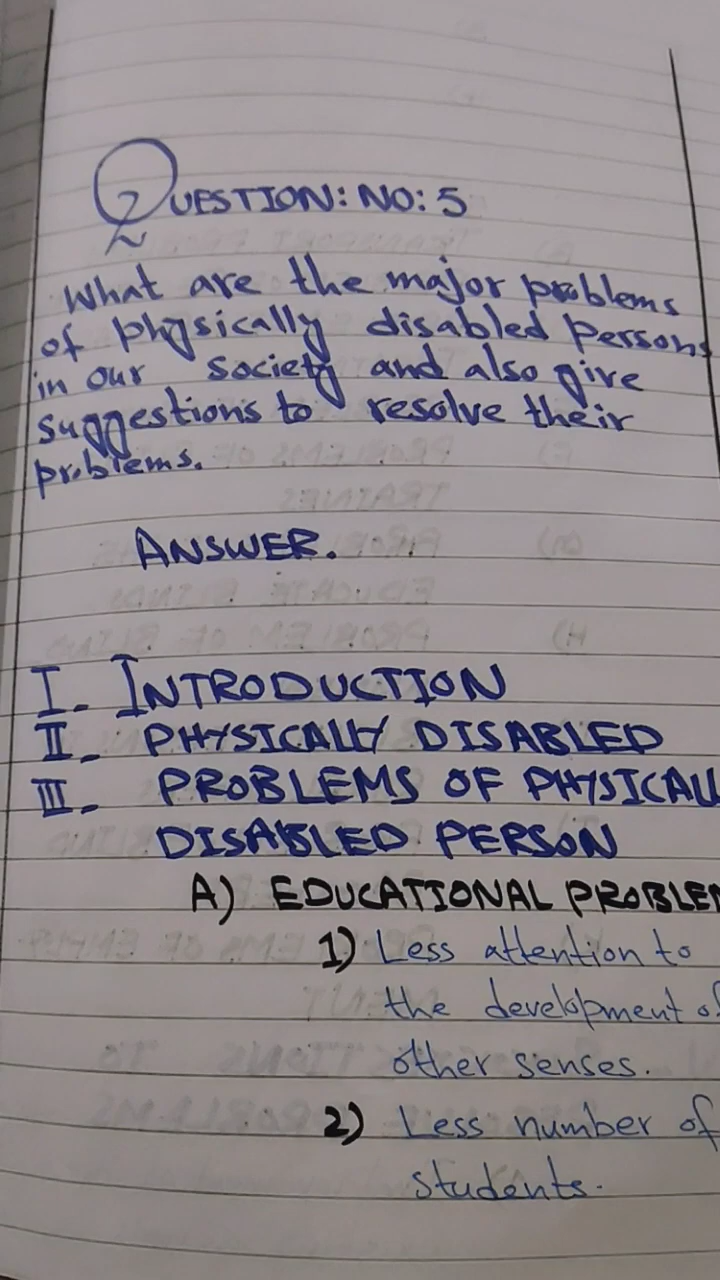 QUESTION: NO: 5
What are the major problems
of physically disabled persons
in our society and also give
suggestions to resolve their
problems.
ANSWER.
I. INTRODUCTION
II. PHYSICALLY DISABLED
III. PROBLEMS OF PHYSICALL
DISABLED PERSON
A) EDUCATIONAL PROBLEM
1) Less attention to
the development of
other senses.
2) Less number of
students.